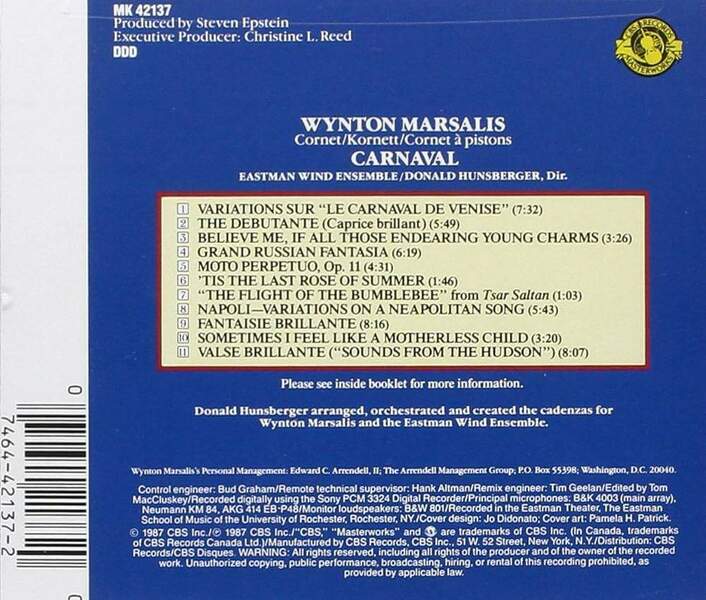 MK 42137
Produced by Steven Epstein
Executive Producer: Christine L. Reed
DDD
CBS RECORDS
MASTERWORKS
WYNTON MARSALIS
Cornet/Kornett/Cornet à pistons
CARNAVAL
EASTMAN WIND ENSEMBLE/DONALD HUNSBERGER, Dir.
1 VARIATIONS SUR "LE CARNAVAL DE VENISE" (7:32)
2 THE DEBUTANTE (Caprice brillant) (5:49)
3 BELIEVE ME, IF ALL THOSE ENDEARING YOUNG CHARMS (3:26)
4 GRAND RUSSIAN FANTASIA (6:19)
5 MOTO PERPETUO, Op. 11 (4:31)
6 'TIS THE LAST ROSE OF SUMMER (1:46)
7 "THE FLIGHT OF THE BUMBLEBEE" from Tsar Saltan (1:03)
8 NAPOLI—VARIATIONS ON A NEAPOLITAN SONG (5:43)
9 FANTAISIE BRILLANTE (8:16)
10 SOMETIMES I FEEL LIKE A MOTHERLESS CHILD (3:20)
11 VALSE BRILLANTE ("SOUNDS FROM THE HUDSON") (8:07)
Please see inside booklet for more information.
Donald Hunsberger arranged, orchestrated and created the cadenzas for
Wynton Marsalis and the Eastman Wind Ensemble.
Wynton Marsalis's Personal Management: Edward C. Arrendell, II; The Arrendell Management Group; P.O. Box 55398; Washington, D.C. 20040.
Control engineer: Bud Graham/Remote technical supervisor: Hank Altman/Remix engineer: Tim Geelan/Edited by Tom
MacCluskey/Recorded digitally using the Sony PCM 3324 Digital Recorder/Principal microphones: B&K 4003 (main array),
Neumann KM 84, AKG 414 EB-P48/Monitor loudspeakers: B&W 801/Recorded in the Eastman Theater, The Eastman
School of Music of the University of Rochester, Rochester, NY./Cover design: Jo Didonato; Cover art: Pamela H. Patrick.
© 1987 CBS Inc./℗ 1987 CBS Inc./"CBS," "Masterworks" and are trademarks of CBS Inc. (In Canada, trademarks
of CBS Records Canada Ltd.)/Manufactured by CBS Records, CBS Inc., 51 W. 52 Street, New York, N.Y./Distribution: CBS
Records/CBS Disques. WARNING: All rights reserved, including all rights of the producer and of the owner of the recorded
work. Unauthorized copying, public performance, broadcasting, hiring, or rental of this recording prohibited, as
provided by applicable law.
0 7464-42137-2 0